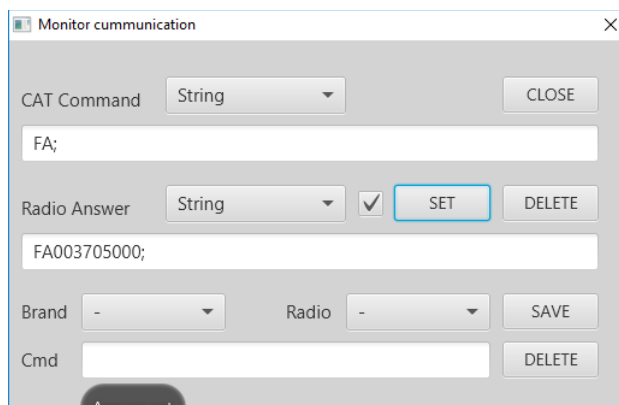 Monitor cummunication
CAT Command String CLOSE
FA;
Radio Answer String SET DELETE
FA003705000;
Brand - Radio - SAVE
Cmd DELETE